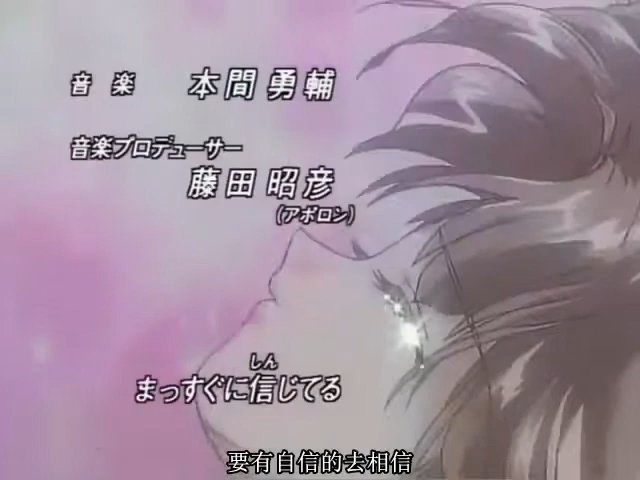 音楽 本間勇輔
音楽プロデューサー
藤田昭彦
(アポロン)
しん
まっすぐに信じてる
要有自信的去相信